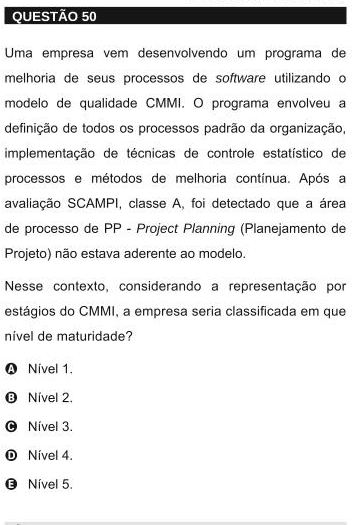 QUESTÃO 50
Uma empresa vem desenvolvendo um programa de
melhoria de seus processos de software utilizando o
modelo de qualidade CMMI. O programa envolveu a
definição de todos os processos padrão da organização,
implementação de técnicas de controle estatístico de
processos e métodos de melhoria contínua. Após a
avaliação SCAMPI, classe A, foi detectado que a área
de processo de PP - Project Planning (Planejamento de
Projeto) não estava aderente ao modelo.
Nesse contexto, considerando a representação por
estágios do CMMI, a empresa seria classificada em que
nível de maturidade?
A Nível 1.
B Nível 2.
C Nível 3.
D Nível 4.
E Nível 5.